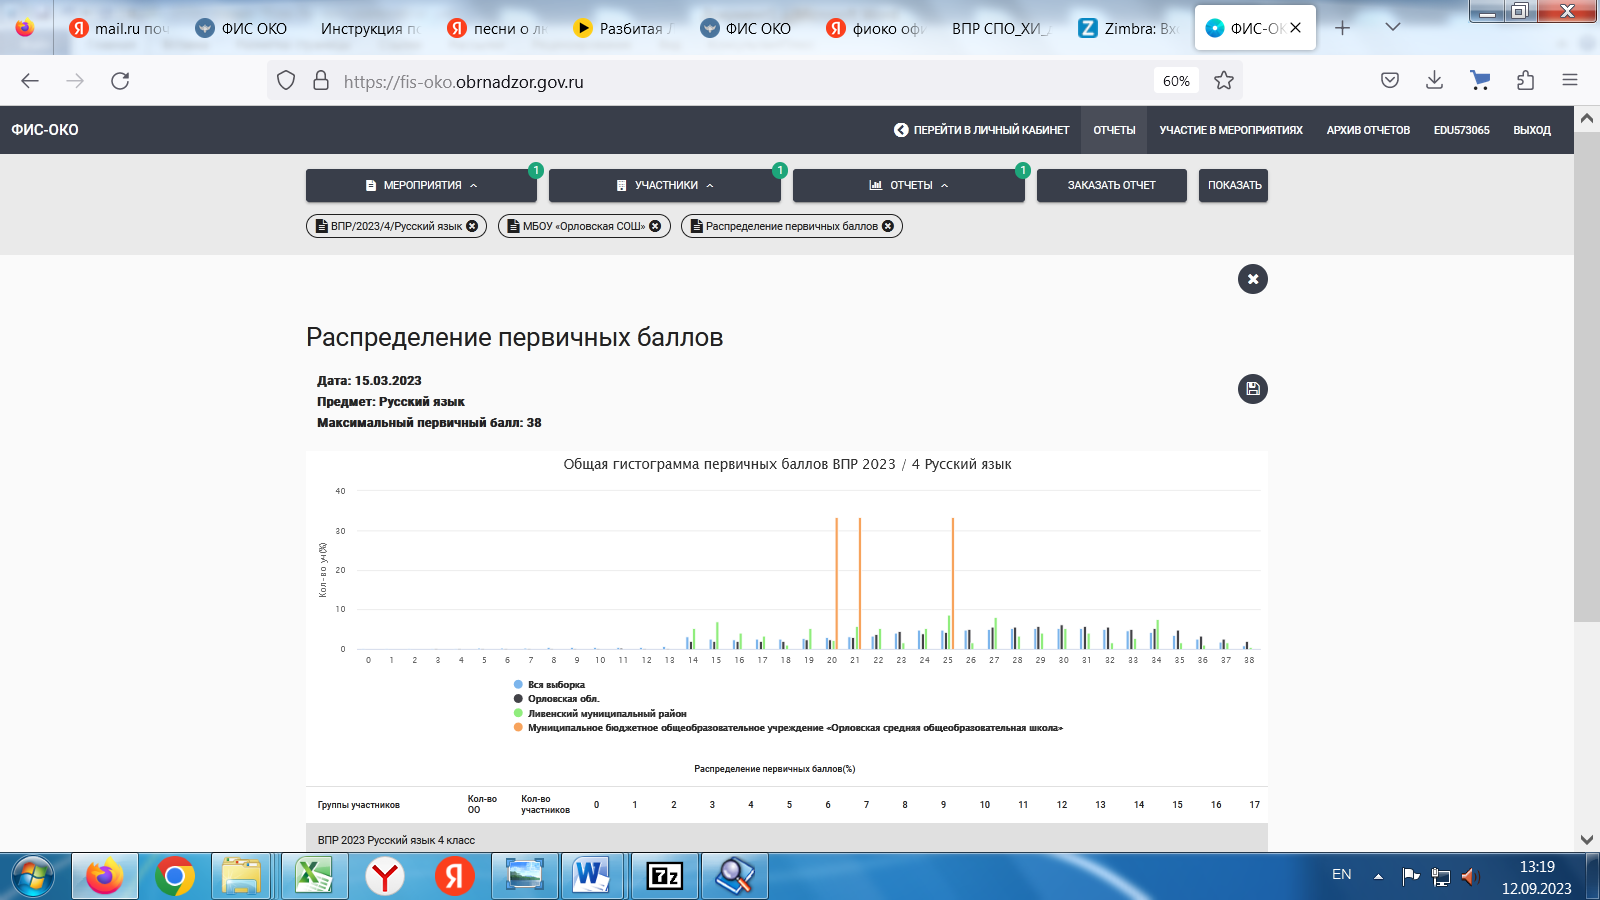 mail.ru поч
ФИС ОКО
Инструкция по
песни о лю
Разбитая Л
ФИС ОКО
фиоко офи
ВПР СПО_ХИ_
Zimbra: Вхо
ФИС-ОК
https://fis-oko.obrnadzor.gov.ru
60%
ФИС-ОКО
ПЕРЕЙТИ В ЛИЧНЫЙ КАБИНЕТ
ОТЧЕТЫ
УЧАСТИЕ В МЕРОПРИЯТИЯХ
АРХИВ ОТЧЕТОВ
EDU573065
ВЫХОД
МЕРОПРИЯТИЯ 1
УЧАСТНИКИ 1
ОТЧЕТЫ 1
ЗАКАЗАТЬ ОТЧЕТ
ПОКАЗАТЬ
ВПР/2023/4/Русский язык
МБОУ «Орловская СОШ»
Распределение первичных баллов
Распределение первичных баллов
Дата: 15.03.2023
Предмет: Русский язык
Максимальный первичный балл: 38
Общая гистограмма первичных баллов ВПР 2023 / 4 Русский язык
Кол-во уч(%)
40
30
20
10
0
0 1 2 3 4 5 6 7 8 9 10 11 12 13 14 15 16 17 18 19 20 21 22 23 24 25 26 27 28 29 30 31 32 33 34 35 36 37 38
Вся выборка
Орловская обл.
Ливенский муниципальный район
Муниципальное бюджетное общеобразовательное учреждение «Орловская средняя общеобразовательная школа»
Распределение первичных баллов(%)
Группы участников
Кол-во ОО
Кол-во участников
0 1 2 3 4 5 6 7 8 9 10 11 12 13 14 15 16 17
ВПР 2023 Русский язык 4 класс
EN
13:19
12.09.2023